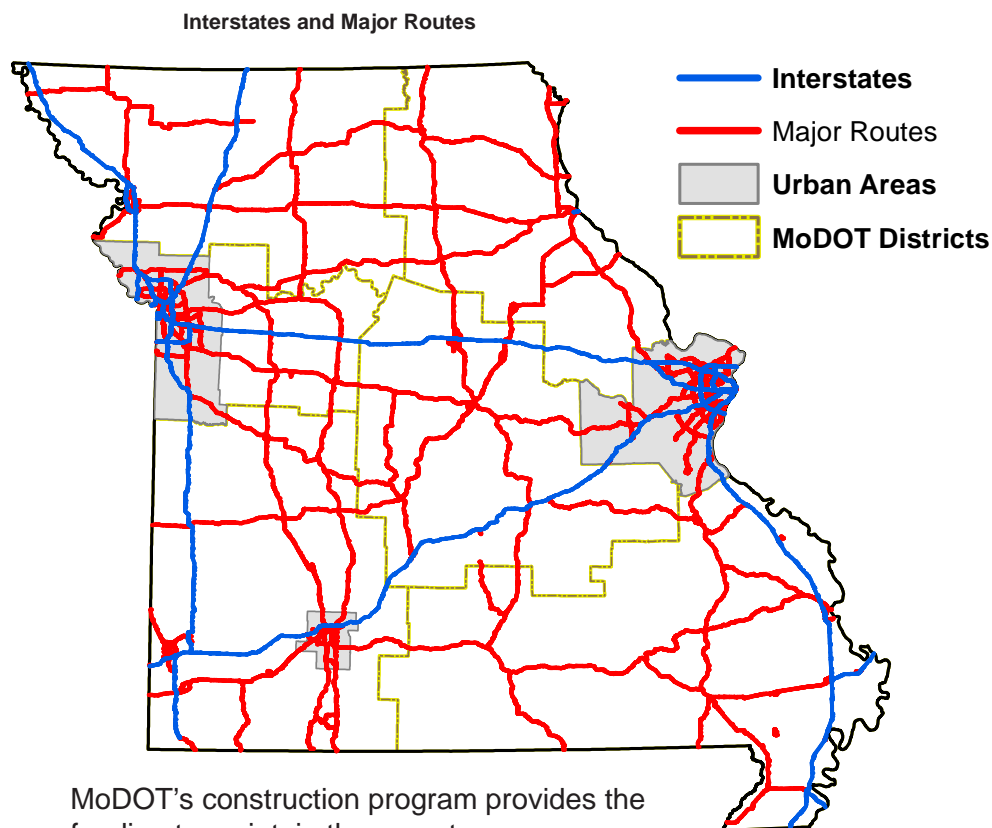 Interstates and Major Routes
Interstates
Major Routes
Urban Areas
MoDOT Districts
MoDOT's construction program provides the